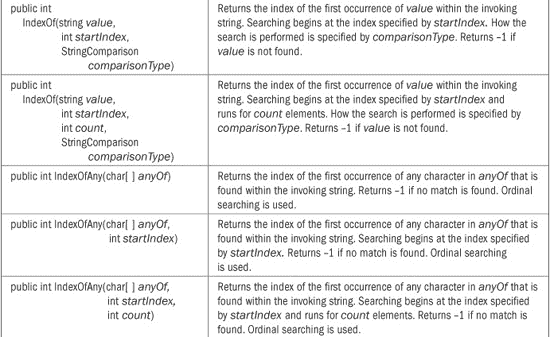 public int
IndexOf(string value,
int startIndex,
StringComparison
comparisonType)
Returns the index of the first occurrence of value within the invoking
string. Searching begins at the index specified by startIndex. How the
search is performed is specified by comparisonType. Returns –1 if
value is not found.
public int
IndexOf(string value,
int startIndex,
int count,
StringComparison
comparisonType)
Returns the index of the first occurrence of value within the invoking
string. Searching begins at the index specified by startIndex and
runs for count elements. How the search is performed is specified by
comparisonType. Returns –1 if value is not found.
public int IndexOfAny(char[ ] anyOf)
Returns the index of the first occurrence of any character in anyOf that is
found within the invoking string. Returns –1 if no match is found. Ordinal
searching is used.
public int IndexOfAny(char[ ] anyOf,
int startIndex)
Returns the index of the first occurrence of any character in anyOf that is
found within the invoking string. Searching begins at the index specified
by startIndex. Returns –1 if no match is found. Ordinal searching
is used.
public int IndexOfAny(char[ ] anyOf,
int startIndex,
int count)
Returns the index of the first occurrence of any character in anyOf that is
found within the invoking string. Searching begins at the index specified
by startIndex and runs for count elements. Returns –1 if no match is
found. Ordinal searching is used.